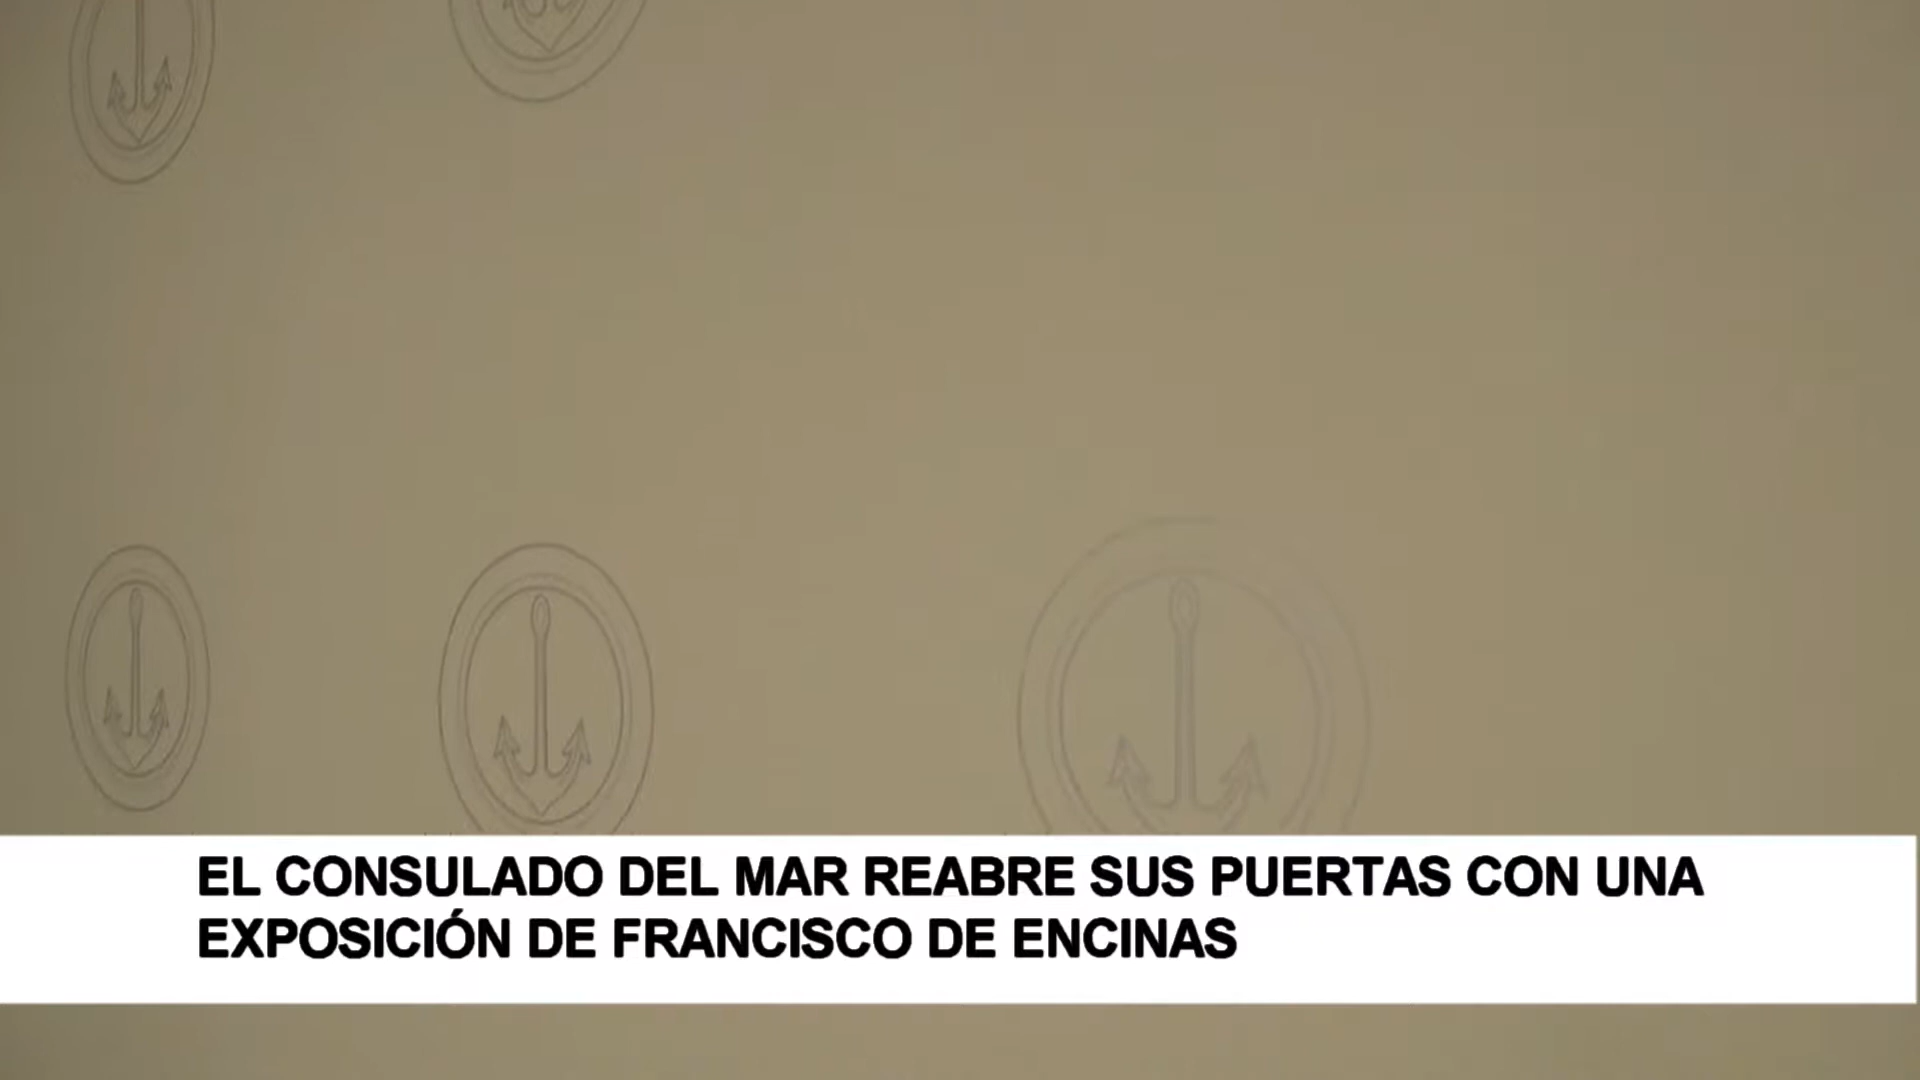 EL CONSULADO DEL MAR REABRE SUS PUERTAS CON UNA
EXPOSICIÓN DE FRANCISCO DE ENCINAS